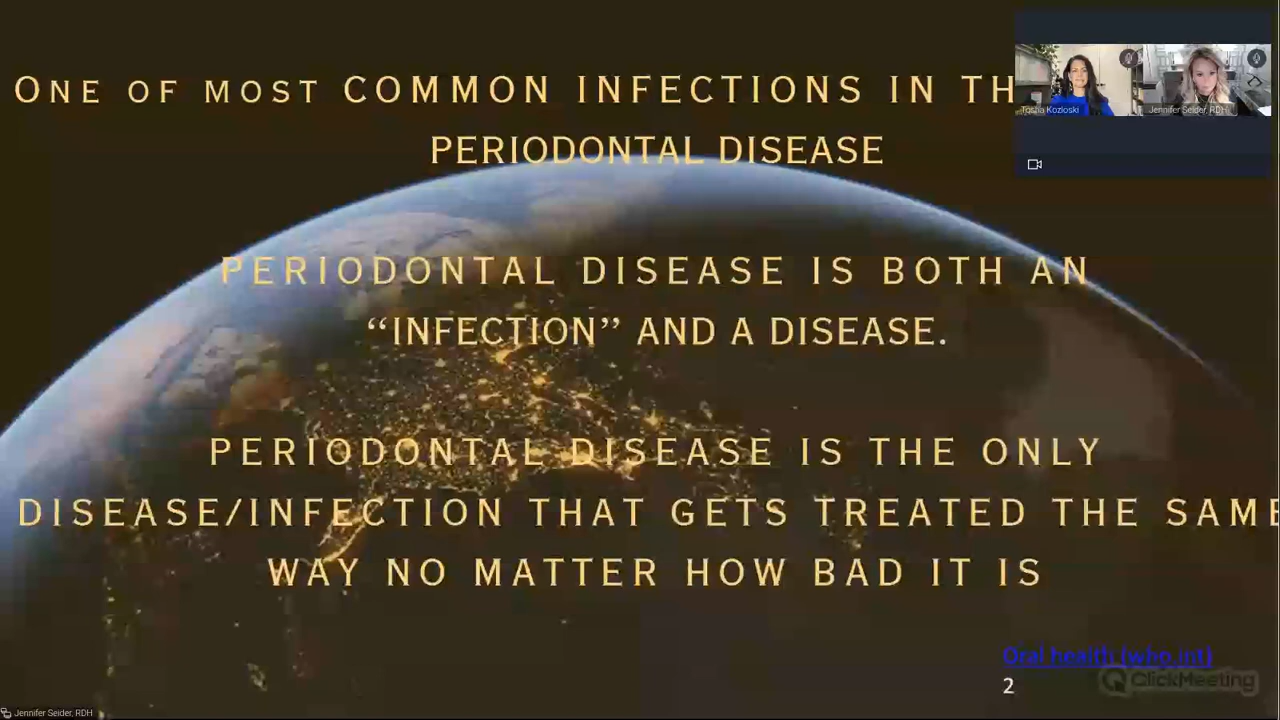 ONE OF MOST COMMON INFECTIONS IN TH
PERIODONTAL DISEASE
PERIODONTAL DISEASE IS BOTH AN
“INFECTION” AND A DISEASE.
PERIODONTAL DISEASE IS THE ONLY
DISEASE/INFECTION THAT GETS TREATED THE SAME
WAY NO MATTER HOW BAD IT IS
Kozioski
Jennifer Seider, RDH
Oral health (who.int)
2
ClickMeeting
Jennifer Seider, RDH